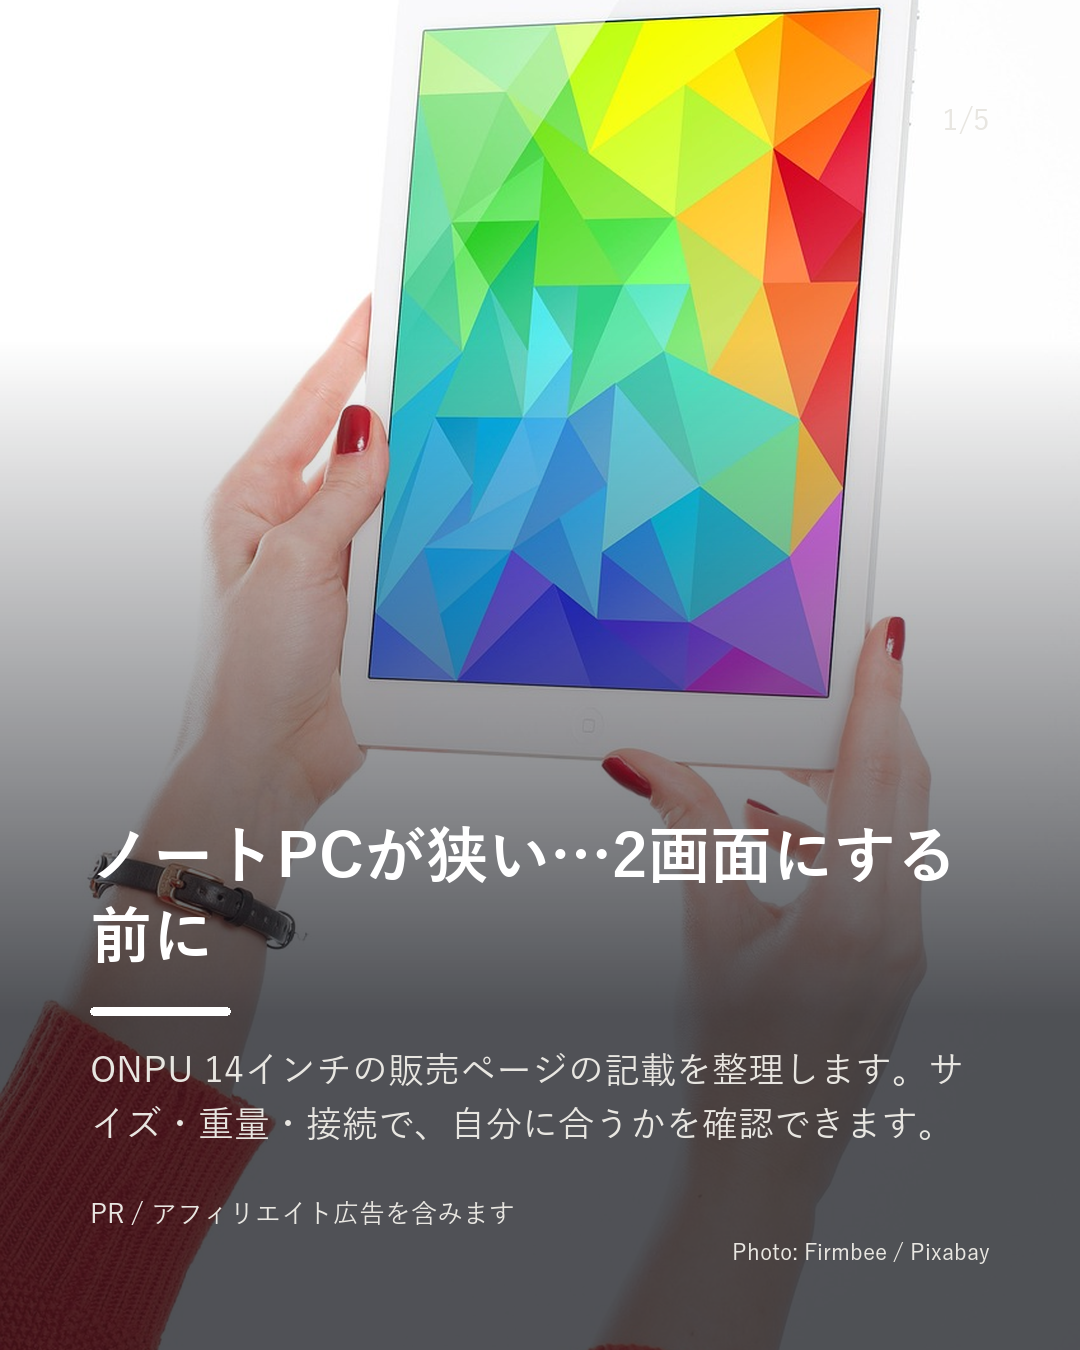 1/5
ノートPCが狭い…2画面にする
前に
ONPU 14インチの販売ページの記載を整理します。サ
イズ・重量・接続で、自分に合うかを確認できます。
PR / アフィリエイト広告を含みます
Photo: Firmbee / Pixabay